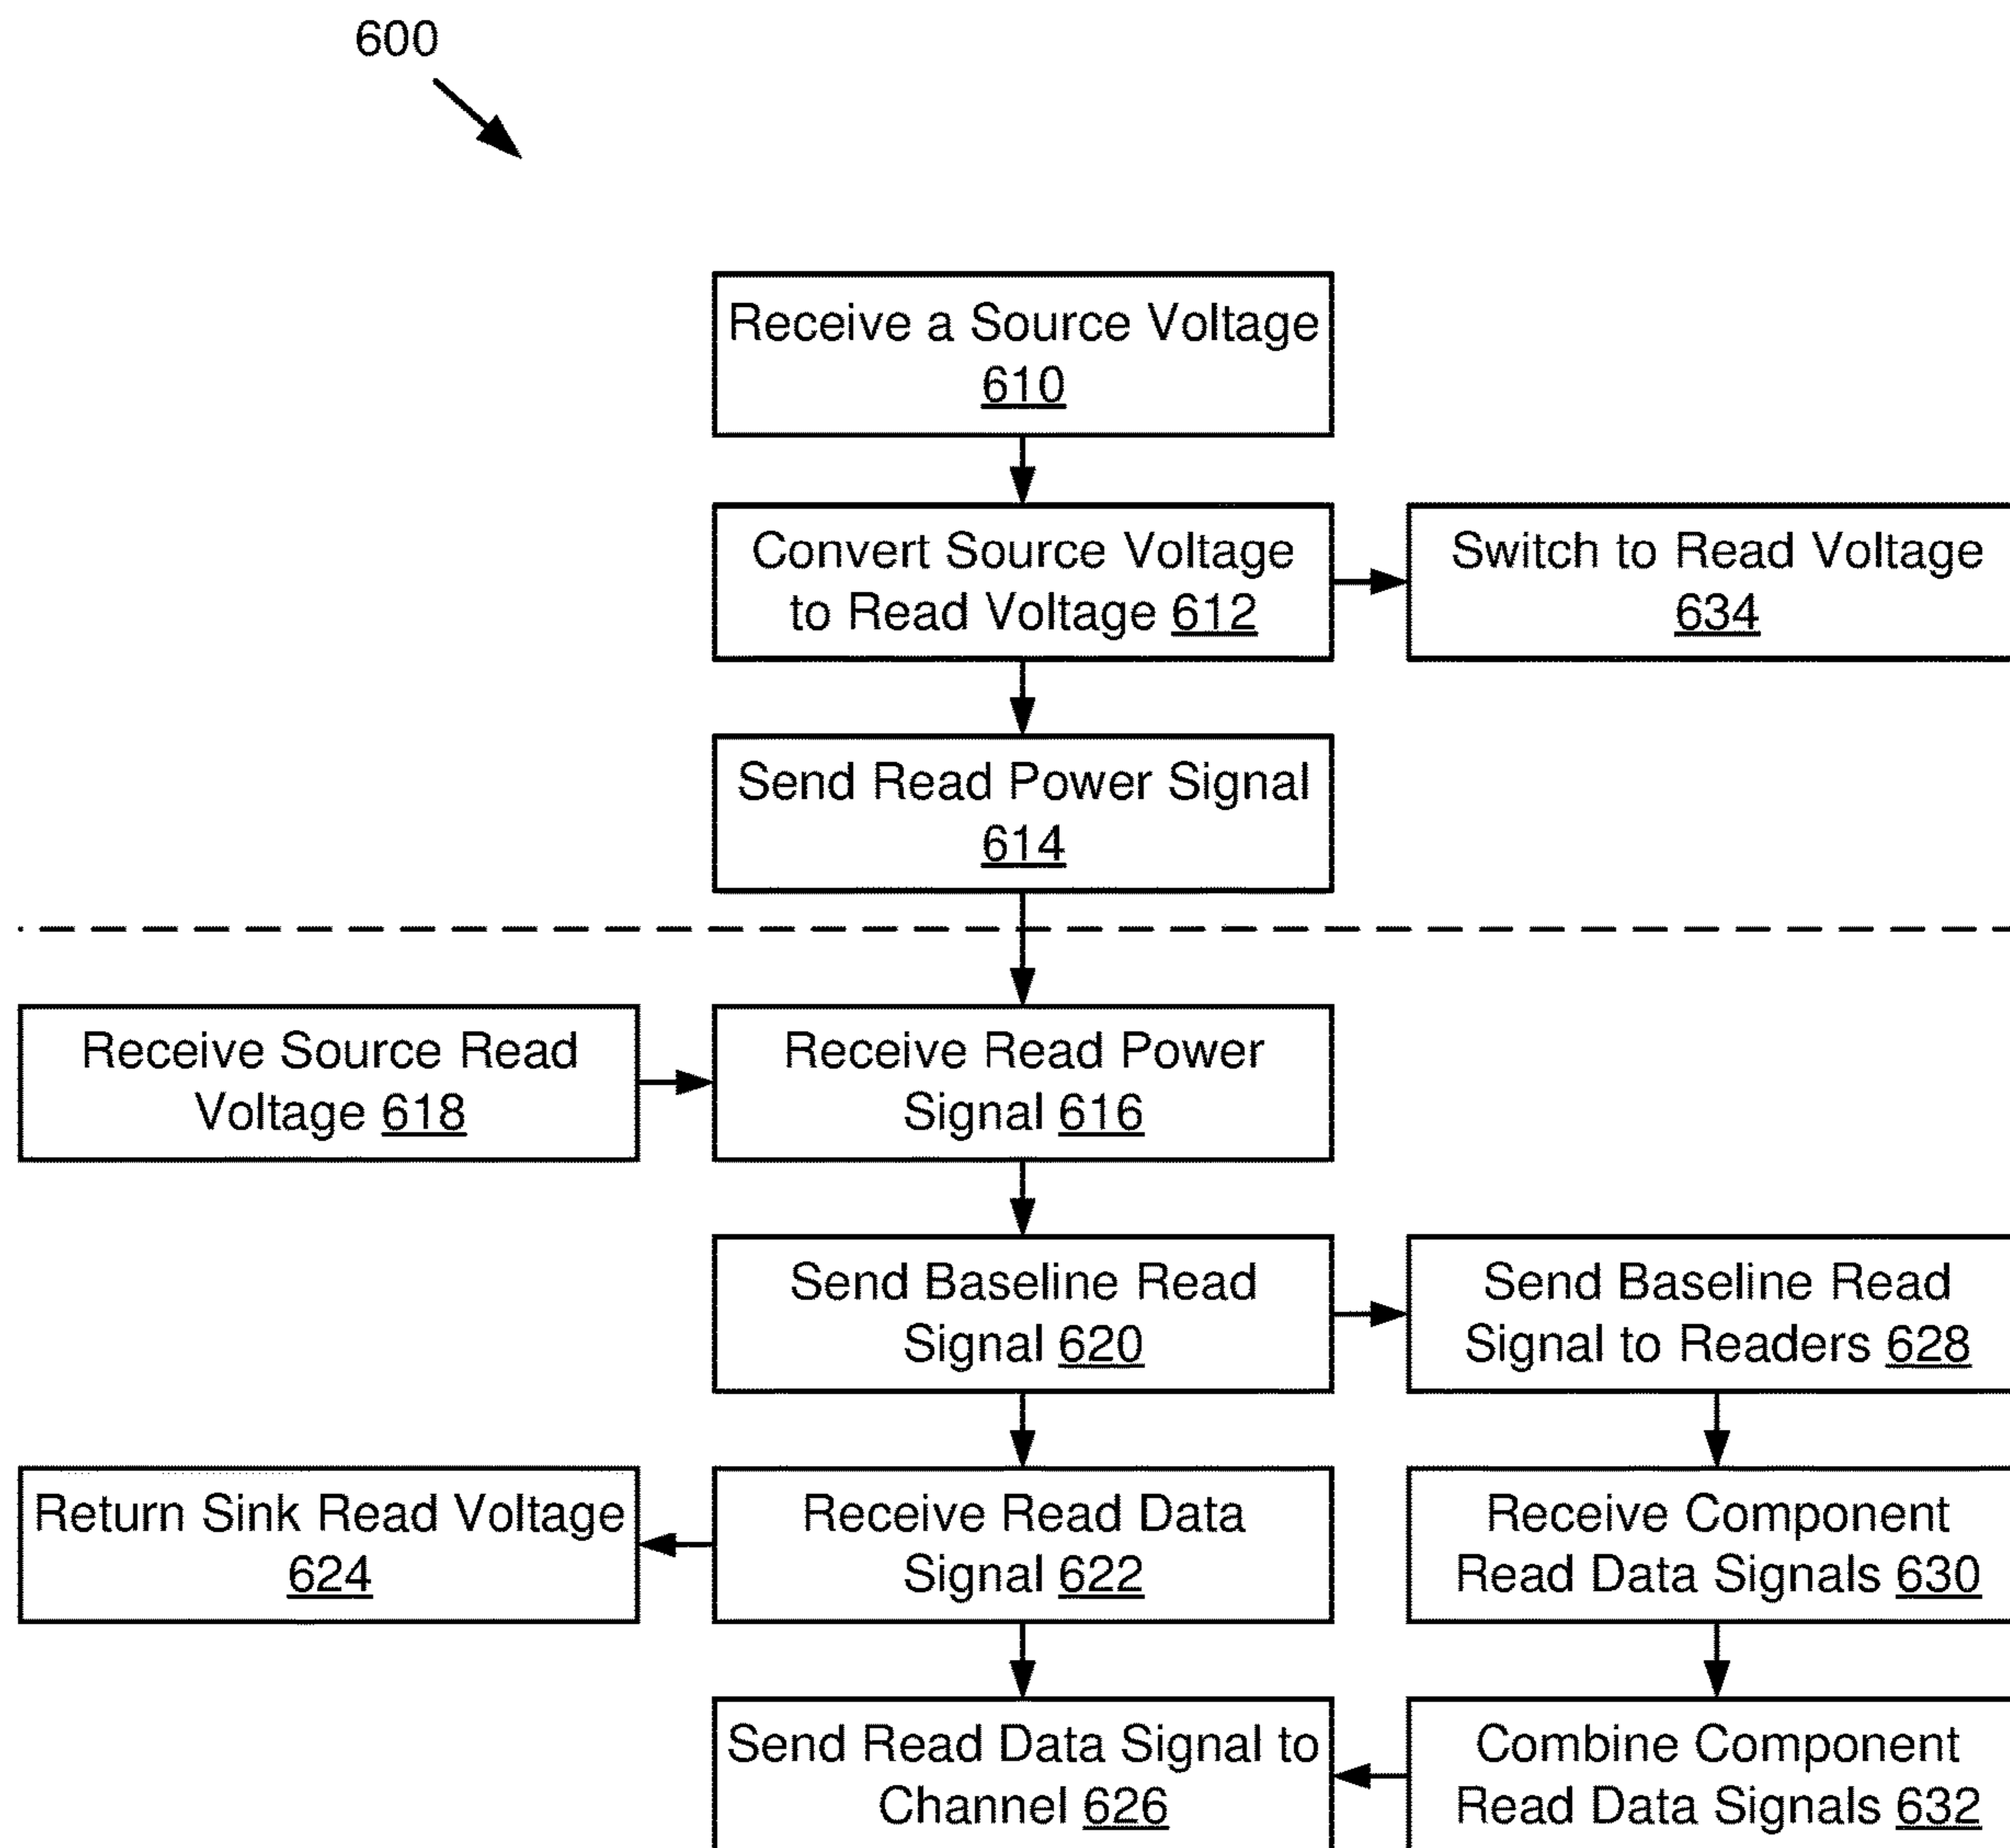 600
Receive a Source Voltage
610
Convert Source Voltage
to Read Voltage 612
Switch to Read Voltage
634
Send Read Power Signal
614
Receive Source Read
Voltage 618
Receive Read Power
Signal 616
Send Baseline Read
Signal 620
Send Baseline Read
Signal to Readers 628
Return Sink Read Voltage
624
Receive Read Data
Signal 622
Receive Component
Read Data Signals 630
Send Read Data Signal to
Channel 626
Combine Component
Read Data Signals 632